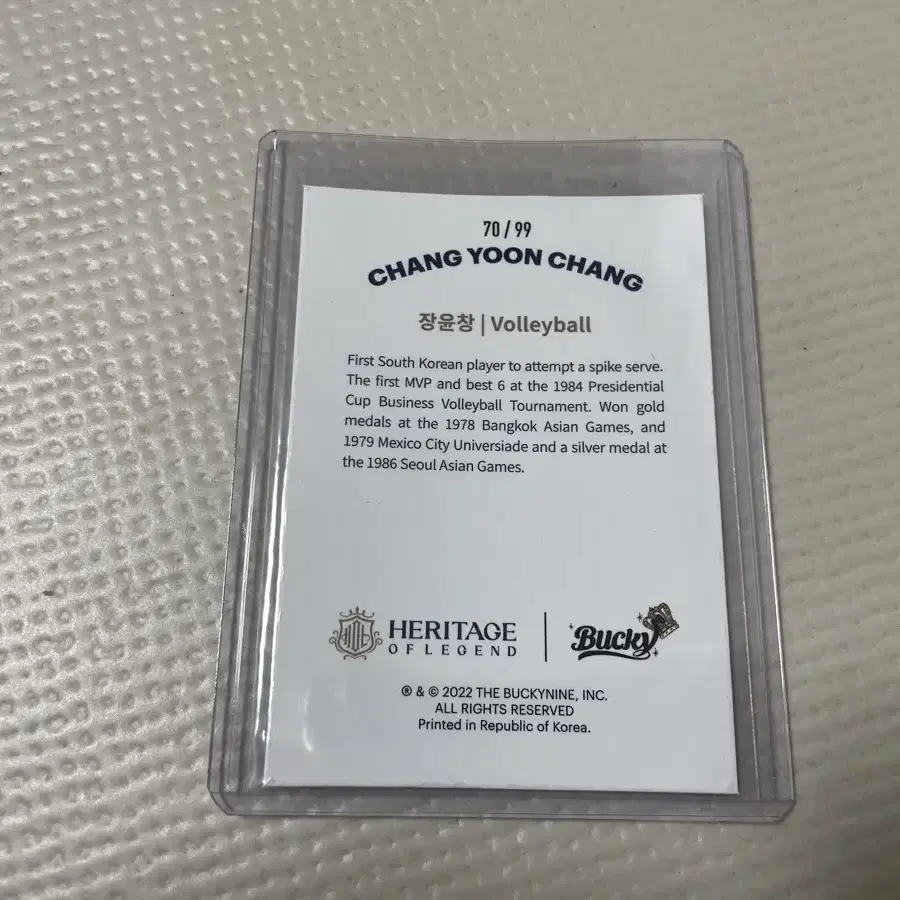 70 / 99
CHANG YOON CHANG
장윤창 | Volleyball
First South Korean player to attempt a spike serve.
The first MVP and best 6 at the 1984 Presidential
Cup Business Volleyball Tournament. Won gold
medals at the 1978 Bangkok Asian Games, and
1979 Mexico City Universiade and a silver medal at
the 1986 Seoul Asian Games.
HERITAGE
OF LEGEND
Bucky
® & © 2022 THE BUCKYNINE, INC.
ALL RIGHTS RESERVED
Printed in Republic of Korea.